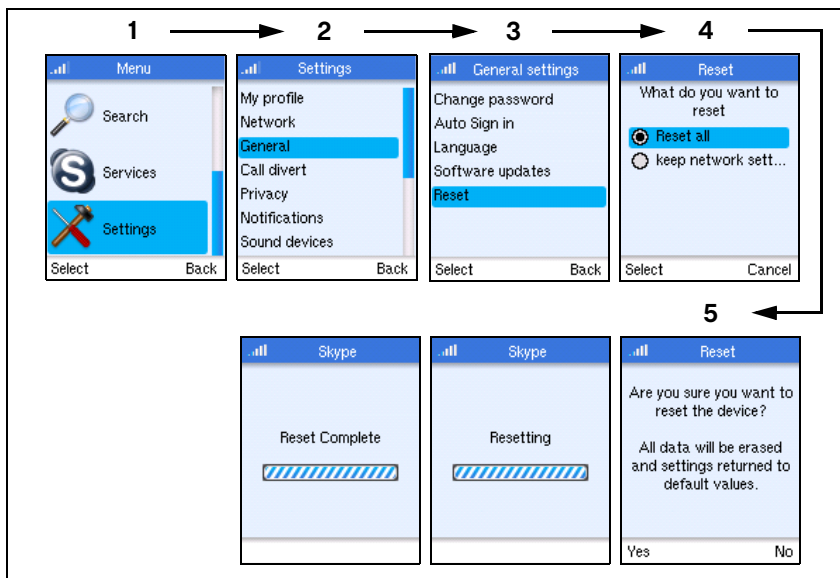 1
2
3
4
Menu
Search
Services
Settings
Select Back
Settings
My profile
Network
General
Call divert
Privacy
Notifications
Sound devices
Select Back
General settings
Change password
Auto Sign in
Language
Software updates
Reset
Select Back
Reset
What do you want to
reset
Reset all
keep network sett...
Select Cancel
5
Skype
Reset Complete
Skype
Resetting
Reset
Are you sure you want to
reset the device?
All data will be erased
and settings returned to
default values.
Yes No